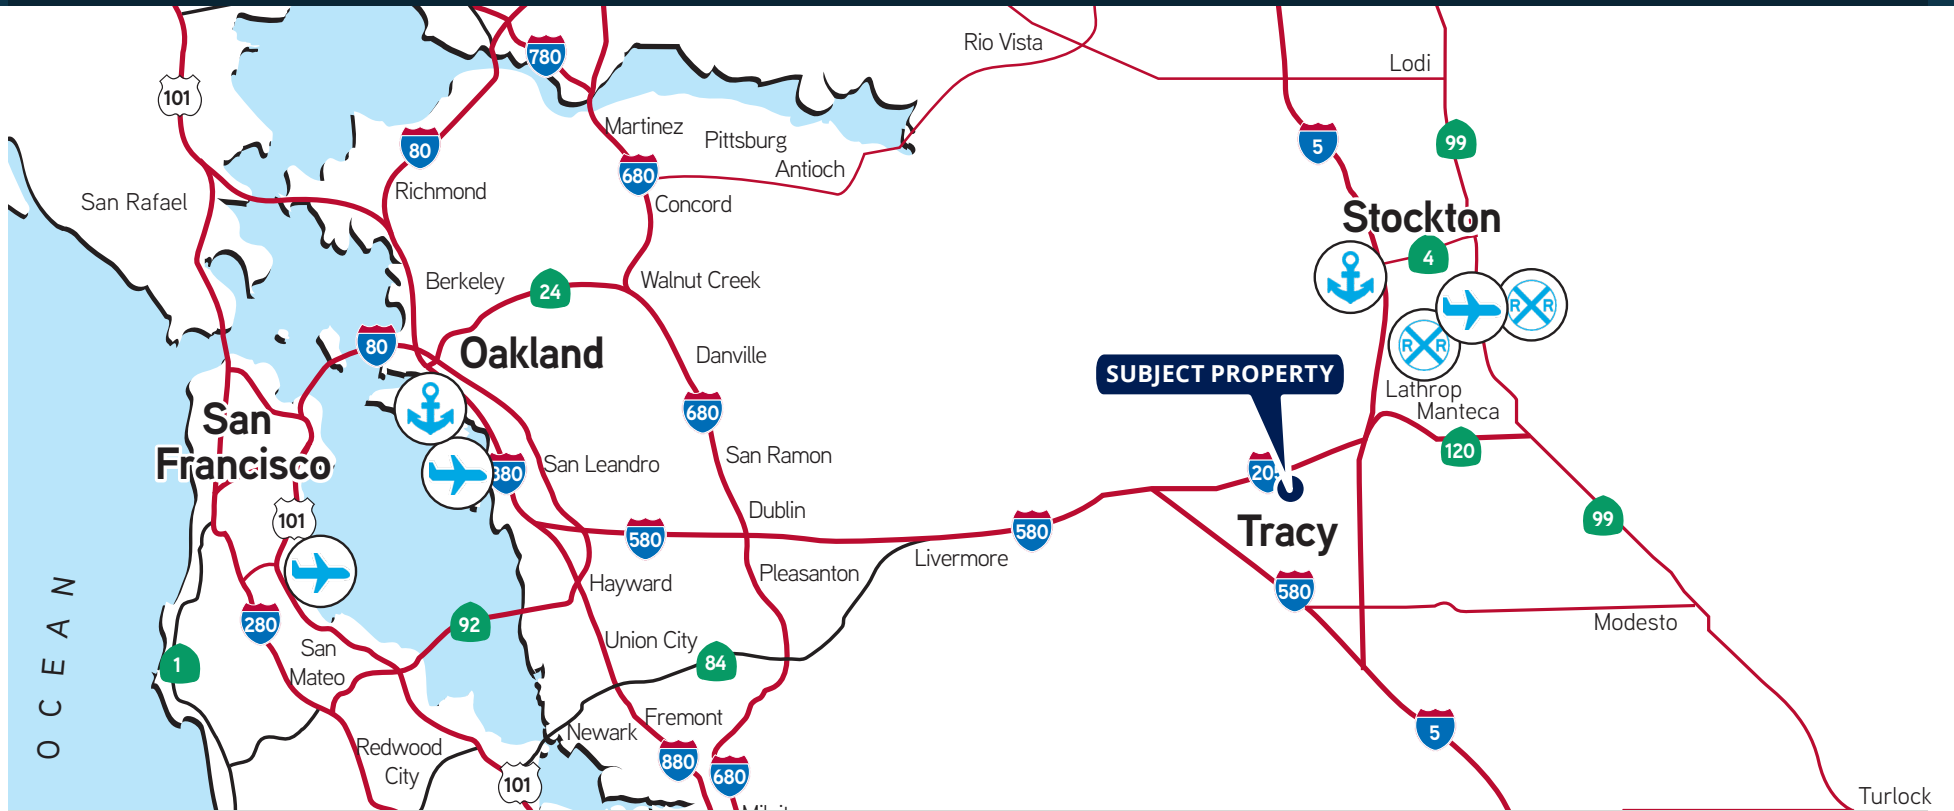 780
101
Rio Vista
Lodi
80
Martinez
Pittsburg
Antioch
5
99
680
Richmond
San Rafael
Concord
Stockton
4
Berkeley
24
Walnut Creek
R R
R R
80
Oakland
Danville
SUBJECT PROPERTY
Lathrop
Manteca
680
San
Francisco
San Leandro
San Ramon
120
20
Tracy
101
Dublin
580
580
99
Livermore
Hayward
Pleasanton
580
280
92
Modesto
Union City
84
1
San
Mateo
OCEAN
Fremont
Newark
5
Redwood
City
880
680
101
Turlock